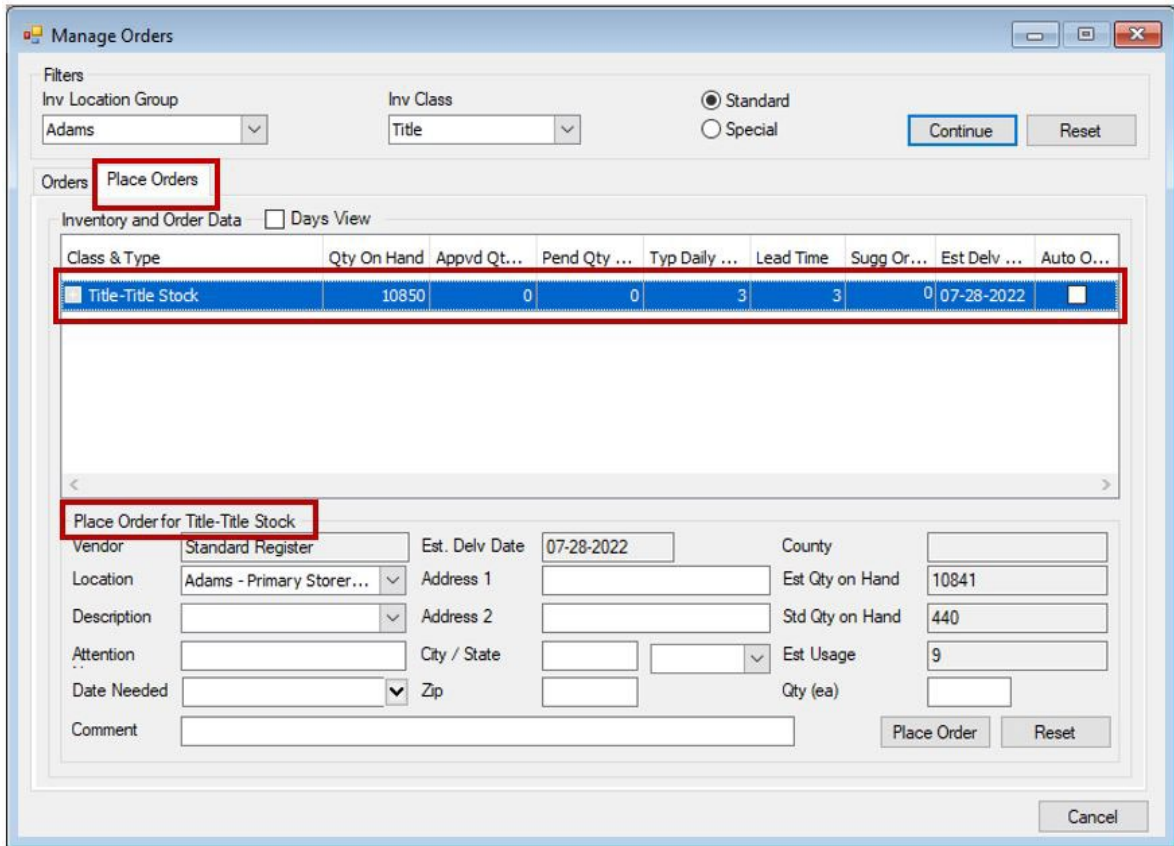 Manage Orders
Filters
Inv Location Group Inv Class Standard
Adams Title Special Continue Reset
Orders Place Orders
Inventory and Order Data Days View
Class & Type Qty On Hand Appvd Qt... Pend Qty ... Typ Daily ... Lead Time Sugg Or... Est Delv ... Auto O...
Title-Title Stock 10850 0 0 3 3 0 07-28-2022
Place Order for Title-Title Stock
Vendor Standard Register Est. Delv Date 07-28-2022 County
Location Adams - Primary Storer... Address 1 Est Qty on Hand 10841
Description Address 2 Std Qty on Hand 440
Attention City / State Est Usage 9
Date Needed Zip Qty (ea)
Comment Place Order Reset
Cancel